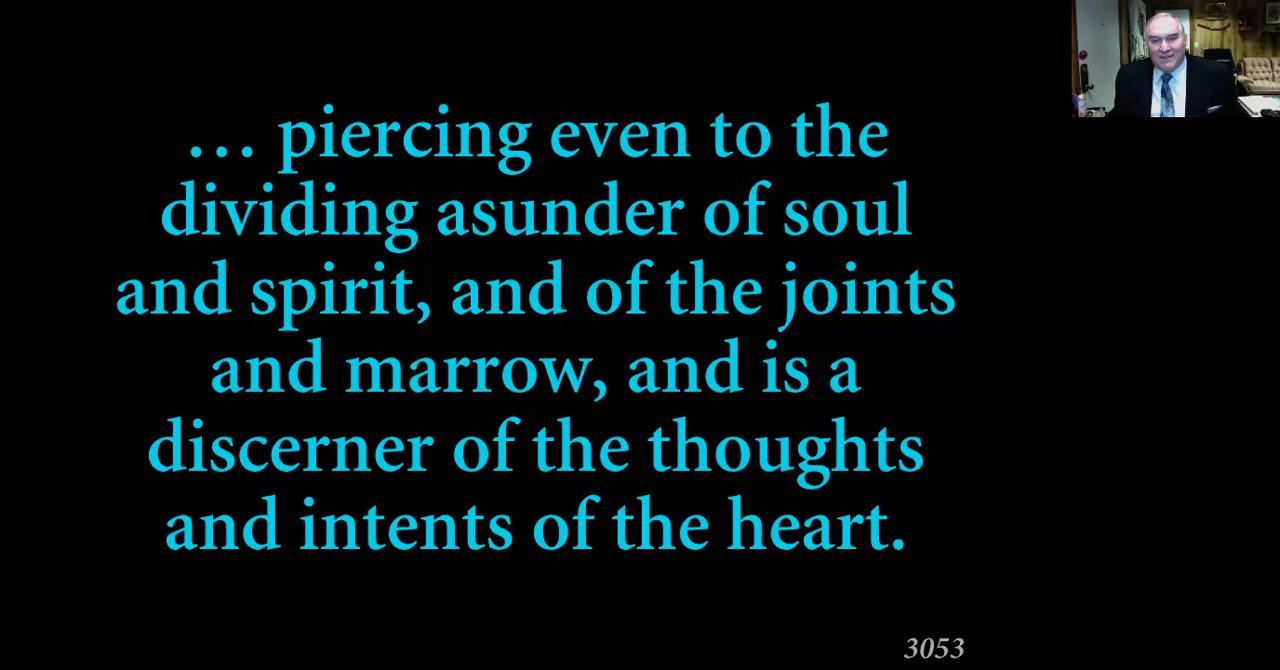 … piercing even to the
dividing asunder of soul
and spirit, and of the joints
and marrow, and is a
discerner of the thoughts
and intents of the heart.
3053